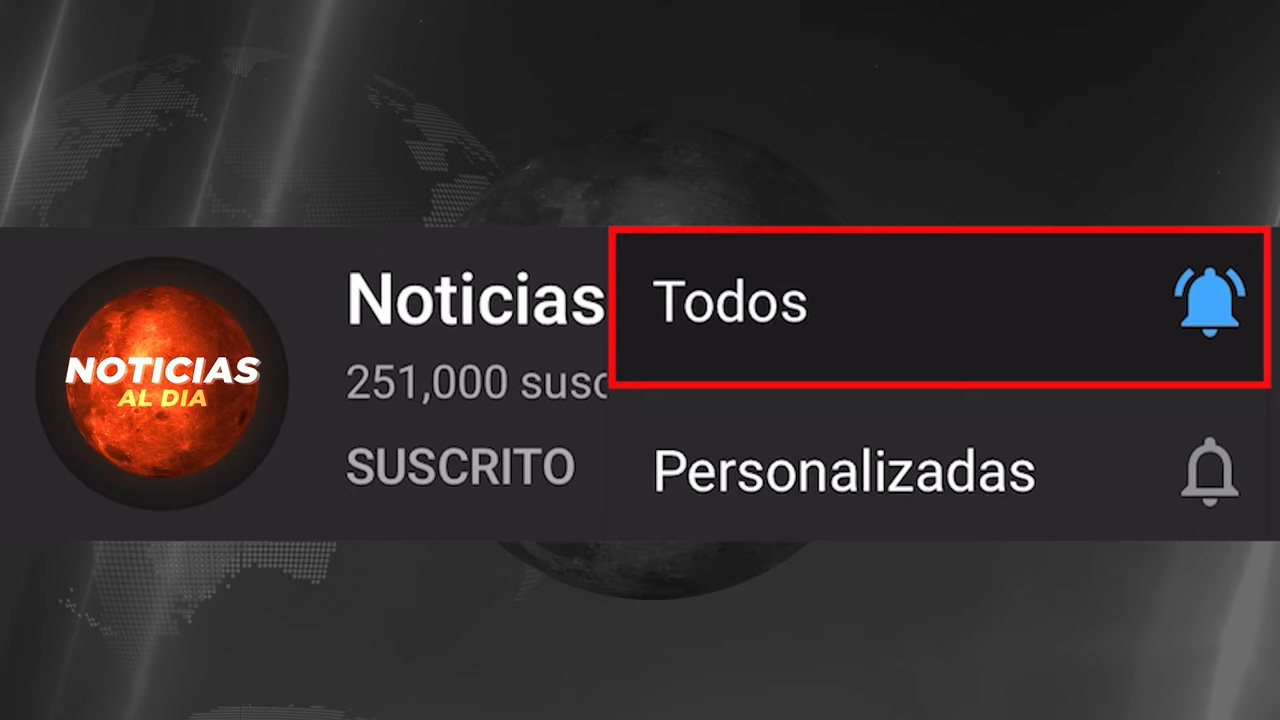 NOTICIAS
AL DIA
Noticias
251,000 susc
SUSCRITO
Todos
Personalizadas